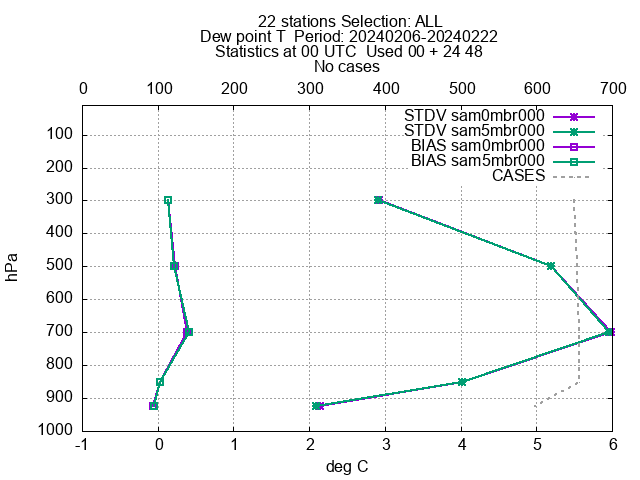 22 stations Selection: ALL
Dew point T  Period: 20240206-20240222
Statistics at 00 UTC  Used 00 + 24 48
No cases
0 100 200 300 400 500 600 700
STDV sam0mbr000
STDV sam5mbr000
BIAS sam0mbr000
BIAS sam5mbr000
CASES
100
200
300
400
500
600
700
800
900
1000
hPa
-1 0 1 2 3 4 5 6
deg C